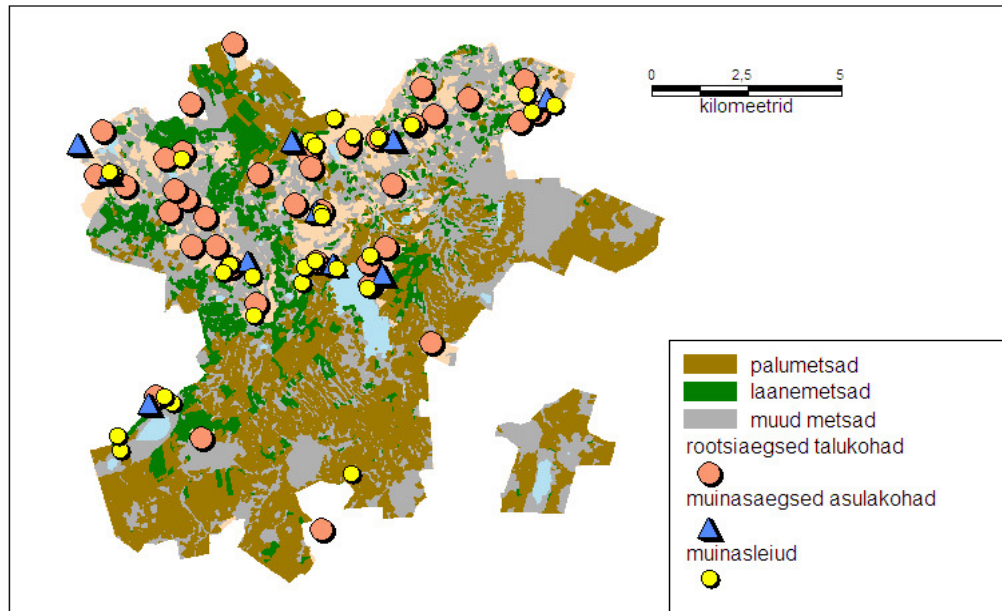 0 2,5 5
kilomeetrid
palumetsad
laanemetsad
muud metsad
rootsiaegsed talukohad
muinasaegsed asulakohad
muinasleiud